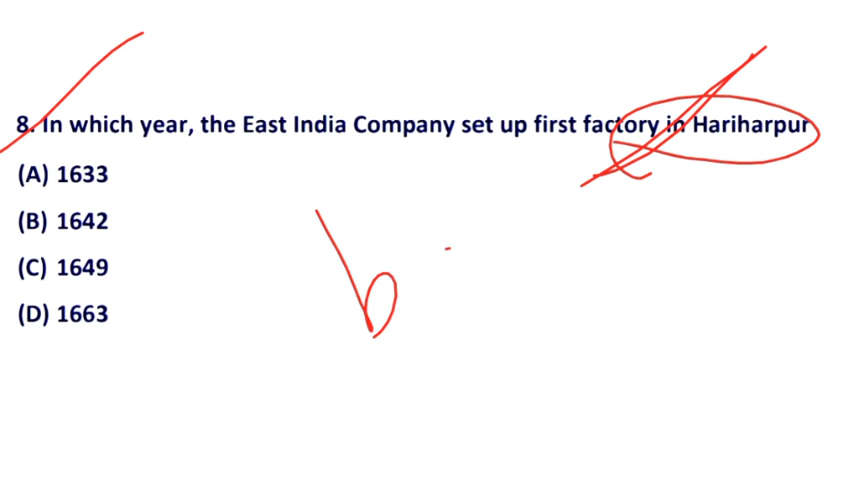 8. In which year, the East India Company set up first factory in Hariharpur
(A) 1633
(B) 1642
(C) 1649
(D) 1663
b